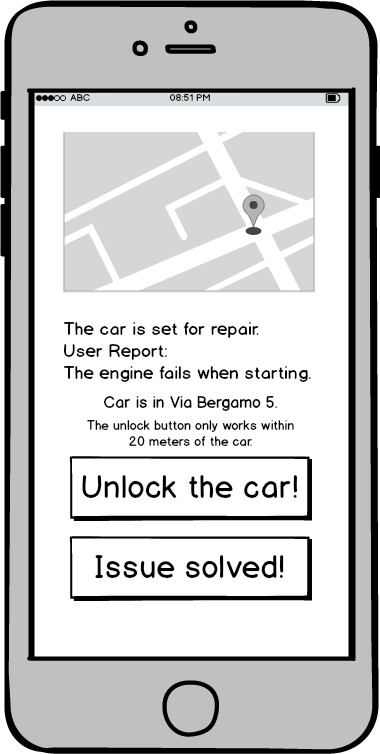 ABC 08:51 PM
The car is set for repair.
User Report:
The engine fails when starting.
Car is in Via Bergamo 5.
The unlock button only works within
20 meters of the car.
Unlock the car!
Issue solved!